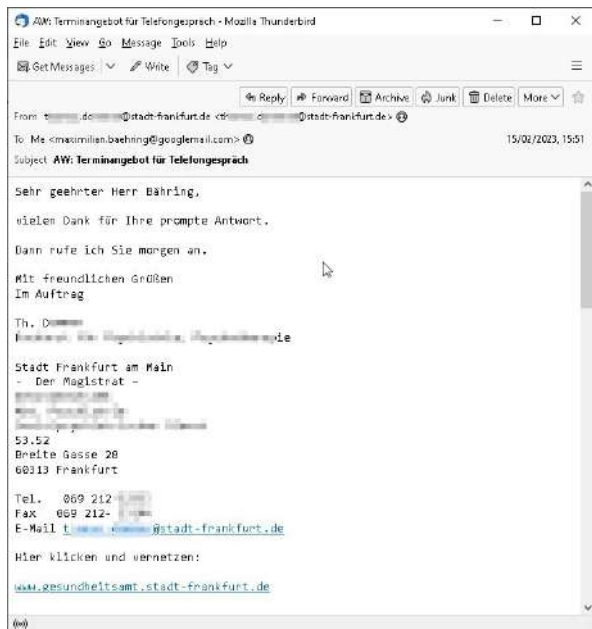 AW: Terminangebot für Telefongespräch - Mozilla Thunderbird
File Edit View Go Message Tools Help
Get Messages Write Tag
Reply Forward Archive Junk Delete More
From @stadt-frankfurt.de @stadt-frankfurt.de>
To Me <maximilian.baehring@googlemail.com> 15/02/2023, 15:51
Subject AW: Terminangebot für Telefongespräch
Sehr geehrter Herr Bähring,
vielen Dank für Ihre prompte Antwort.
Dann rufe ich Sie morgen an.
Mit freundlichen Grüßen
Im Auftrag
Th.
Stadt Frankfurt am Main
- Der Magistrat -
53.52
Breite Gasse 28
60313 Frankfurt
Tel. 069 212-
Fax 069 212-
E-Mail @stadt-frankfurt.de
Hier klicken und vernetzen:
www.gesundheitsamt.stadt-frankfurt.de